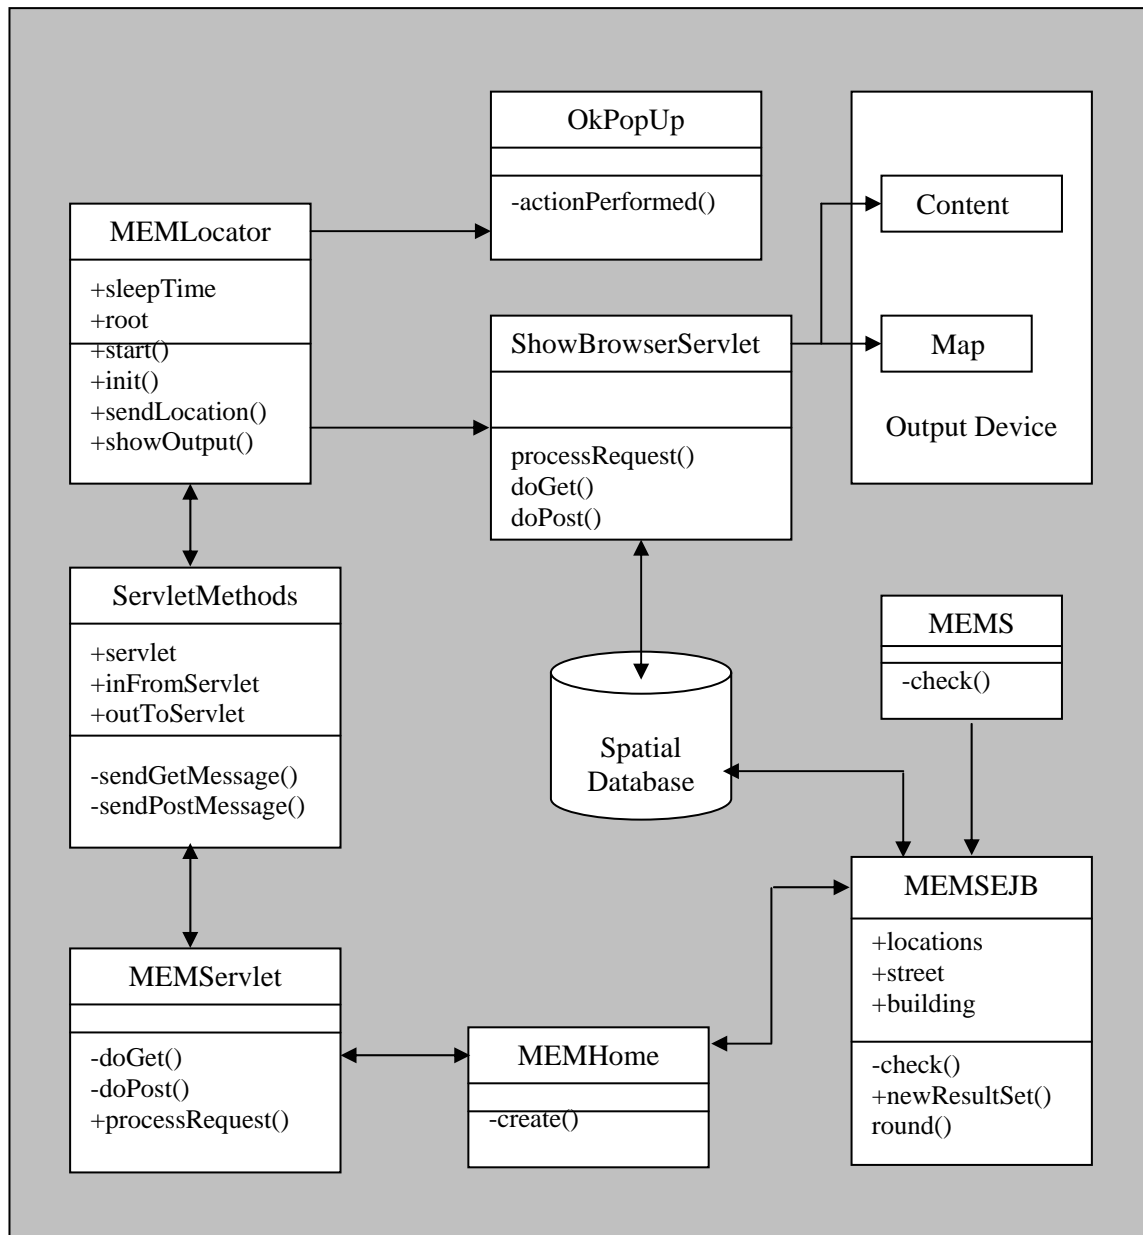 OkPopUp
-actionPerformed()
Content
Map
Output Device
MEMLocator
+sleepTime
+root
+start()
+init()
+sendLocation()
+showOutput()
ShowBrowserServlet
processRequest()
doGet()
doPost()
ServletMethods
+servlet
+inFromServlet
+outToServlet
-sendGetMessage()
-sendPostMessage()
MEMS
-check()
Spatial
Database
MEMSEJB
+locations
+street
+building
-check()
+newResultSet()
round()
MEMServlet
-doGet()
-doPost()
+processRequest()
MEMHome
-create()